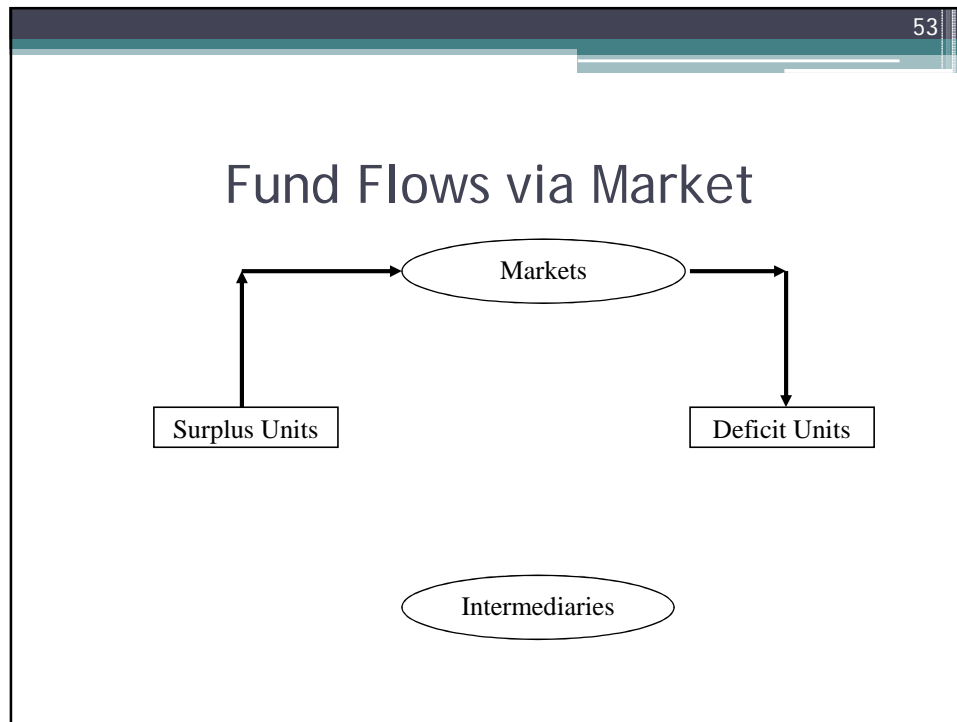 53
Fund Flows via Market
Markets
Surplus Units
Deficit Units
Intermediaries